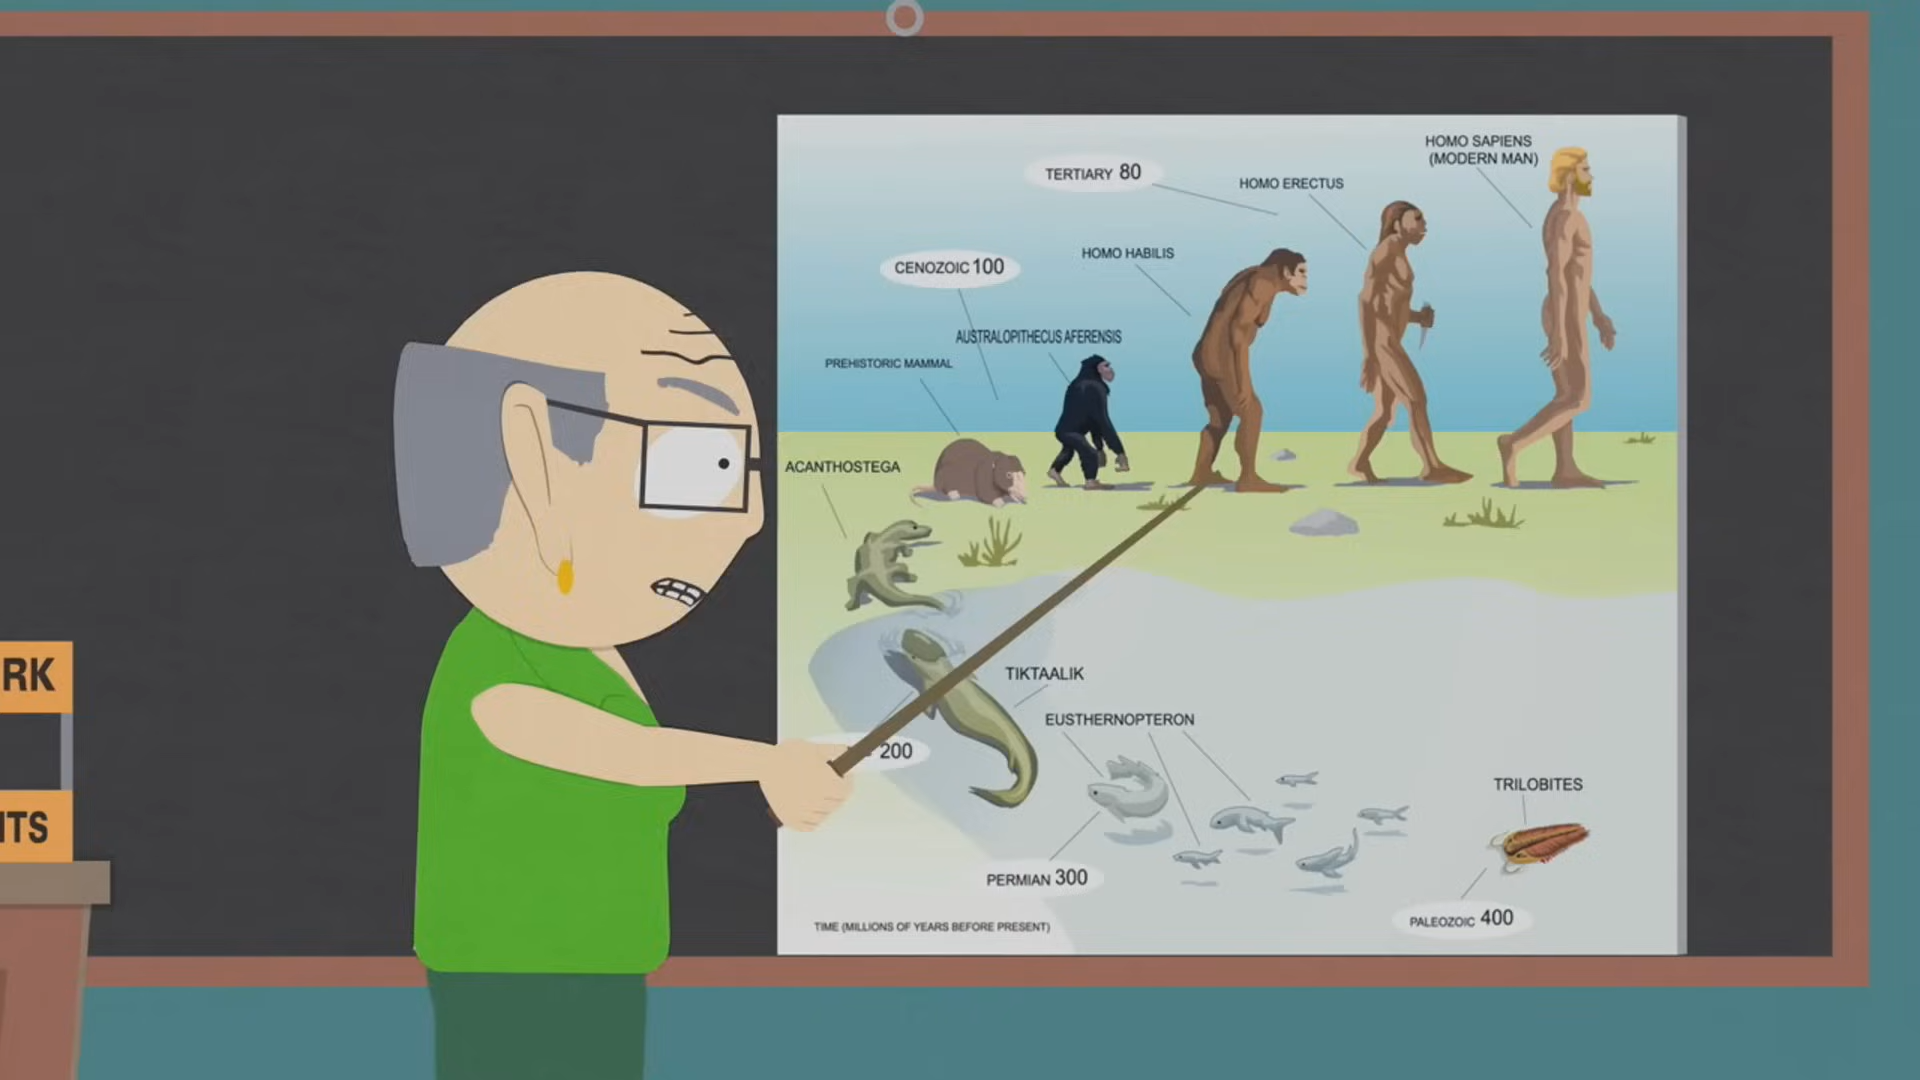 HOMO SAPIENS
(MODERN MAN)
TERTIARY 80
HOMO ERECTUS
HOMO HABILIS
CENOZOIC 100
AUSTRALOPITHECUS AFERENSIS
PREHISTORIC MAMMAL
ACANTHOSTEGA
RK
TIKTAALIK
EUSTHERNOPTERON
200
TRILOBITES
ITS
PERMIAN 300
PALEOZOIC 400
TIME (MILLIONS OF YEARS BEFORE PRESENT)